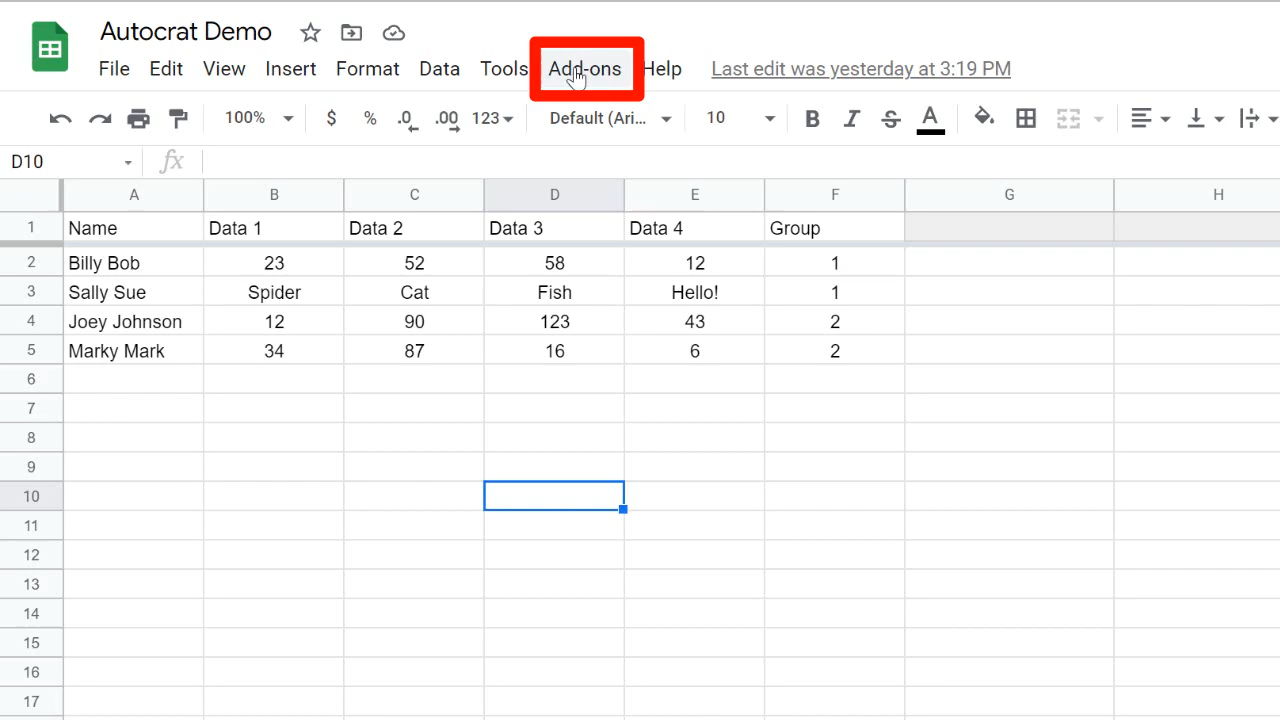 Autocrat Demo
File Edit View Insert Format Data Tools Add-ons Help Last edit was yesterday at 3:19 PM
100% $ % .0 .00 123 Default (Ari... 10 B I S A
D10 fx
A B C D E F G H
1 Name Data 1 Data 2 Data 3 Data 4 Group
2 Billy Bob 23 52 58 12 1
3 Sally Sue Spider Cat Fish Hello! 1
4 Joey Johnson 12 90 123 43 2
5 Marky Mark 34 87 16 6 2
6
7
8
9
10
11
12
13
14
15
16
17